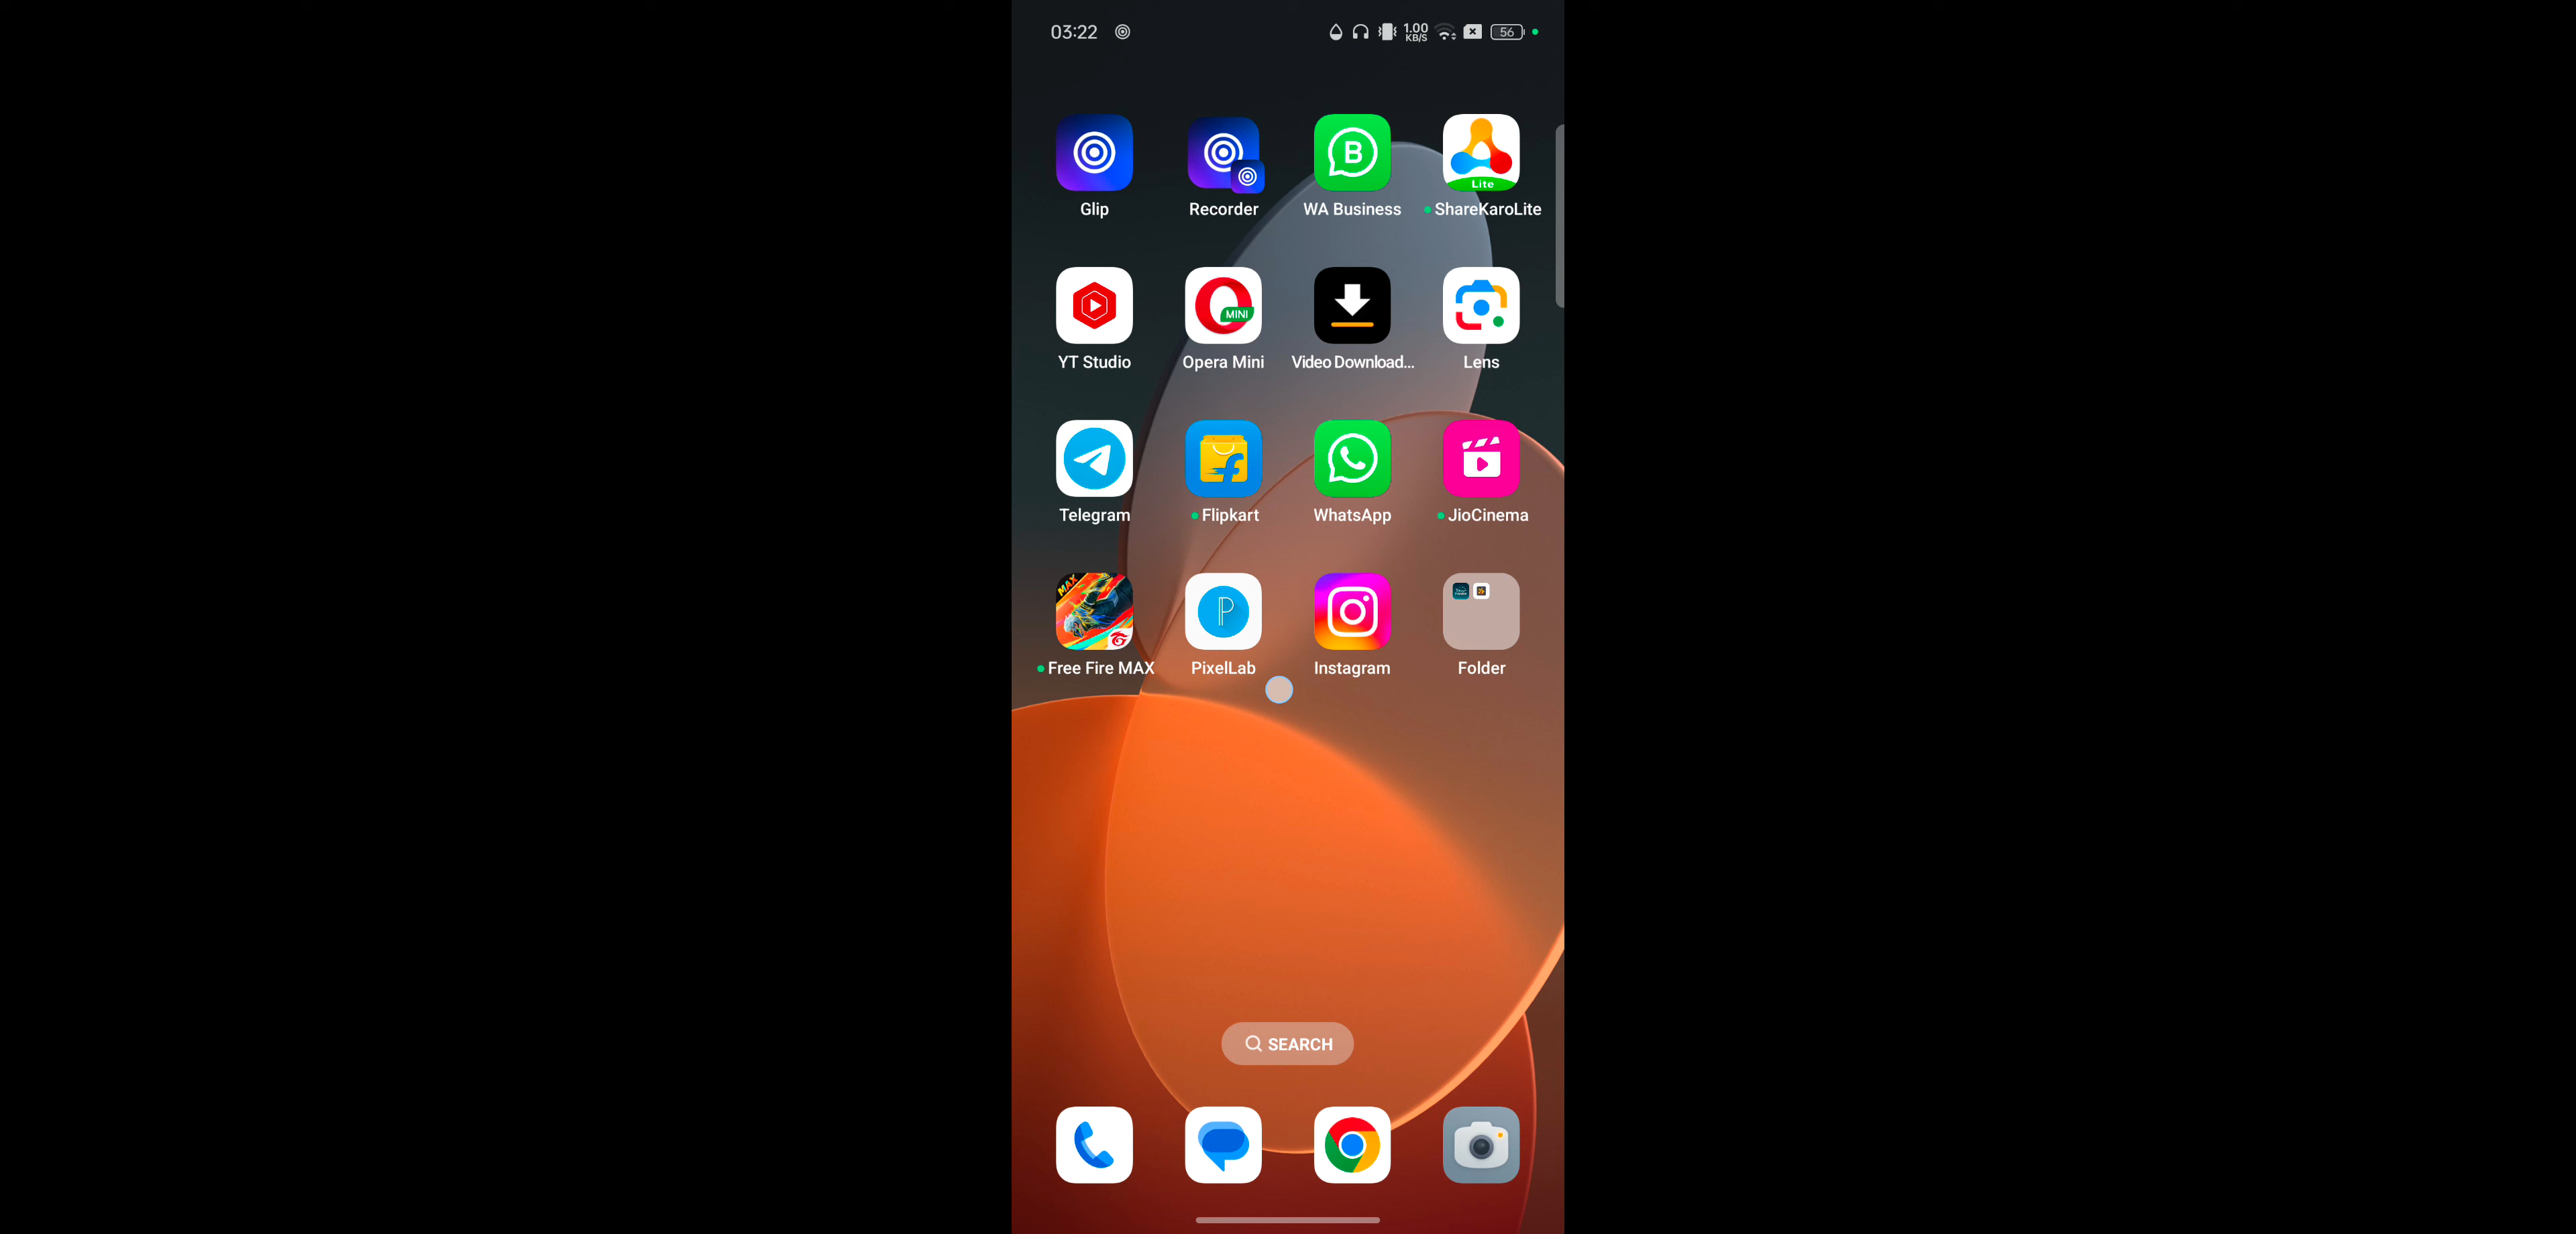 03:22
1.00
KB/S
56
B
Lite
Glip
Recorder
WA Business
ShareKaroLite
MINI
YT Studio
Opera Mini
Video Download...
Lens
Telegram
Flipkart
WhatsApp
JioCinema
MAX
P
Free Fire MAX
PixelLab
Instagram
Folder
SEARCH